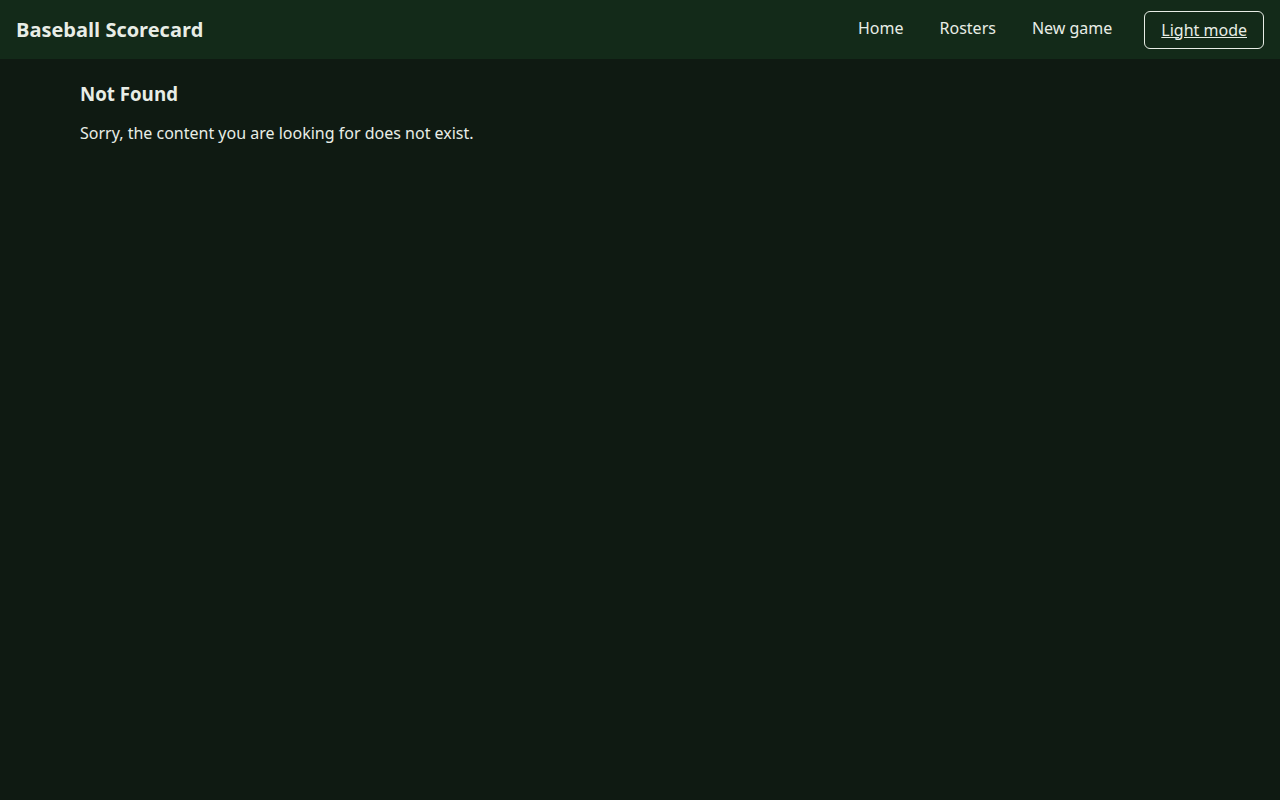 Baseball Scorecard
Home Rosters New game Light mode
Not Found
Sorry, the content you are looking for does not exist.